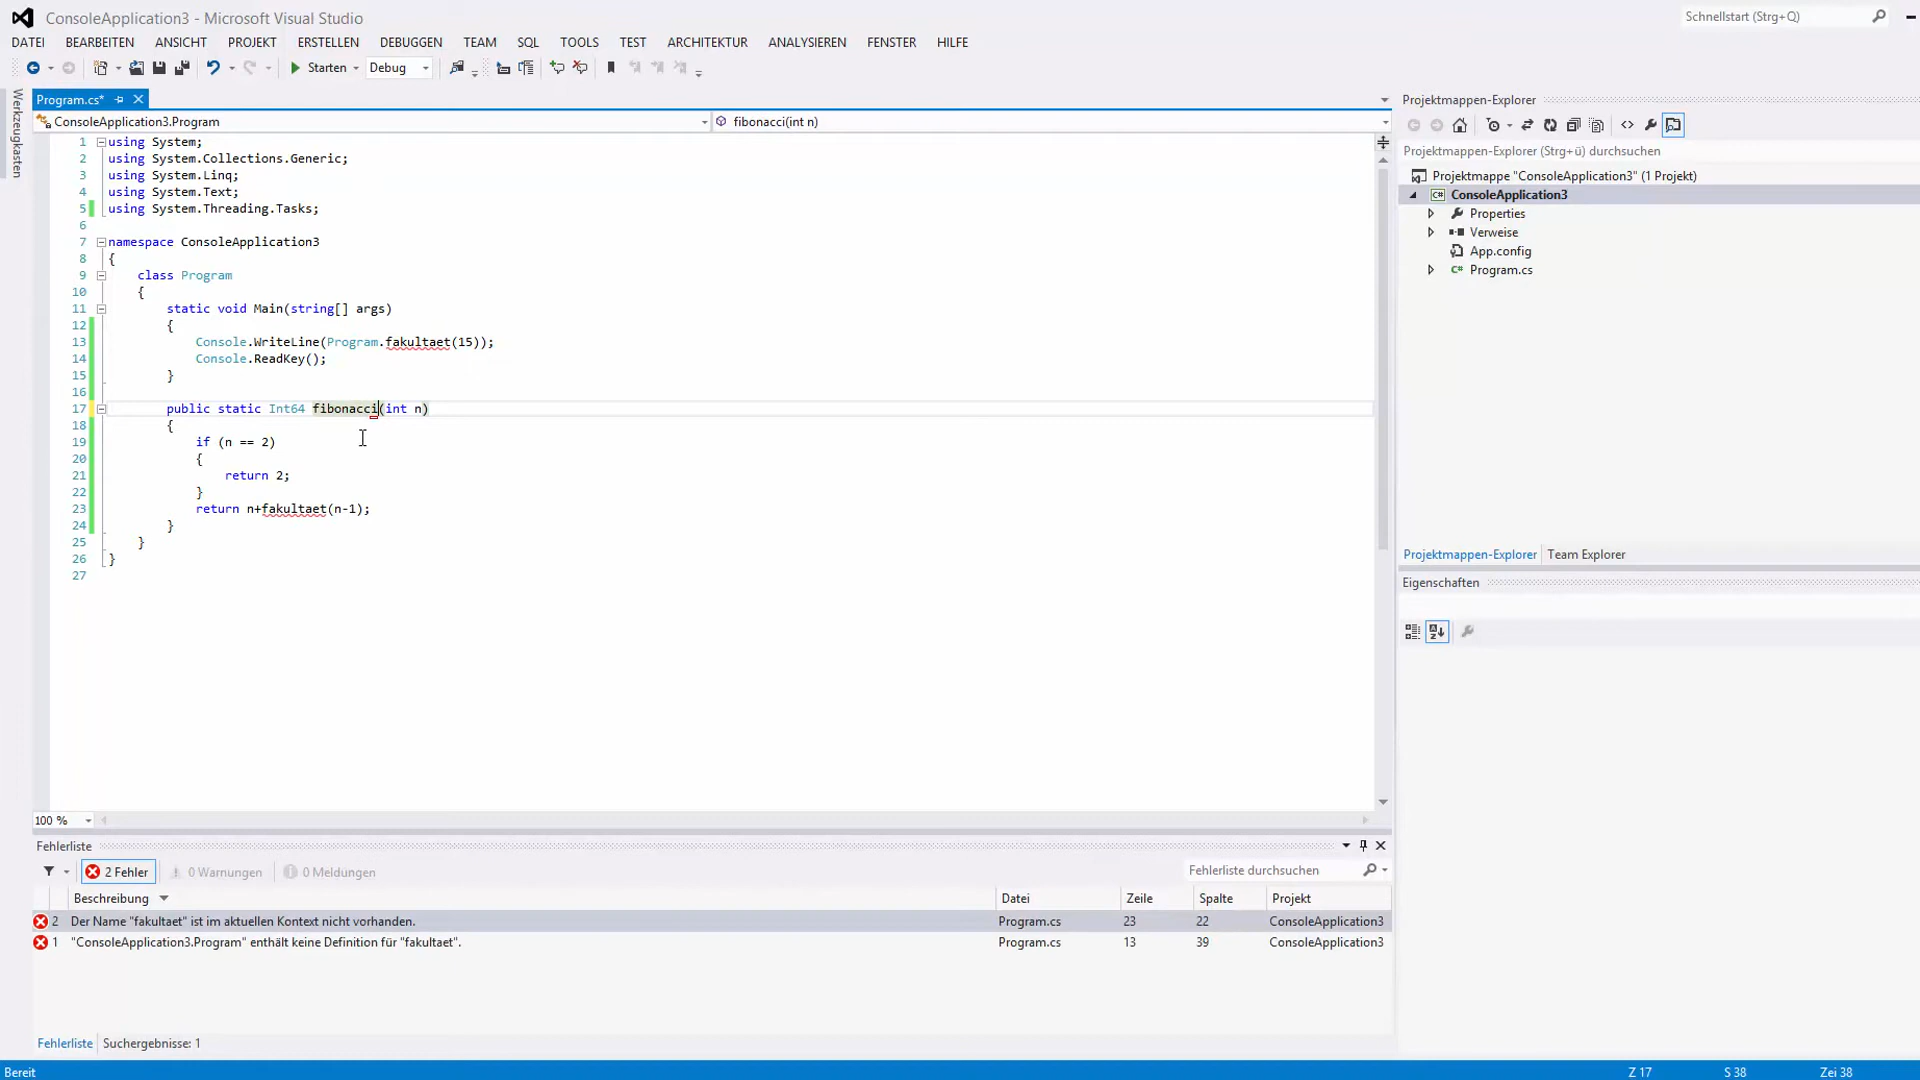 ConsoleApplication3 - Microsoft Visual Studio
Schnellstart (Strg+Q)
DATEI BEARBEITEN ANSICHT PROJEKT ERSTELLEN DEBUGGEN TEAM SQL TOOLS TEST ARCHITEKTUR ANALYSIEREN FENSTER HILFE
Starten Debug
Werkzeugkasten
Program.cs*
ConsoleApplication3.Program
fibonacci(int n)
1 using System;
2 using System.Collections.Generic;
3 using System.Linq;
4 using System.Text;
5 using System.Threading.Tasks;
6
7 namespace ConsoleApplication3
8 {
9 class Program
10 {
11 static void Main(string[] args)
12 {
13 Console.WriteLine(Program.fakultaet(15));
14 Console.ReadKey();
15 }
16
17 public static Int64 fibonacci(int n)
18 {
19 if (n == 2)
20 {
21 return 2;
22 }
23 return n+fakultaet(n-1);
24 }
25 }
26 }
27
100 %
Projektmappen-Explorer
Projektmappen-Explorer (Strg+ü) durchsuchen
Projektmappe "ConsoleApplication3" (1 Projekt)
C# ConsoleApplication3
Properties
Verweise
App.config
C# Program.cs
Projektmappen-Explorer Team Explorer
Eigenschaften
Fehlerliste
2 Fehler 0 Warnungen 0 Meldungen
Fehlerliste durchsuchen
Beschreibung Datei Zeile Spalte Projekt
2 Der Name "fakultaet" ist im aktuellen Kontext nicht vorhanden. Program.cs 23 22 ConsoleApplication3
1 "ConsoleApplication3.Program" enthält keine Definition für "fakultaet". Program.cs 13 39 ConsoleApplication3
Fehlerliste Suchergebnisse: 1
Bereit Z 17 S 38 Zei 38